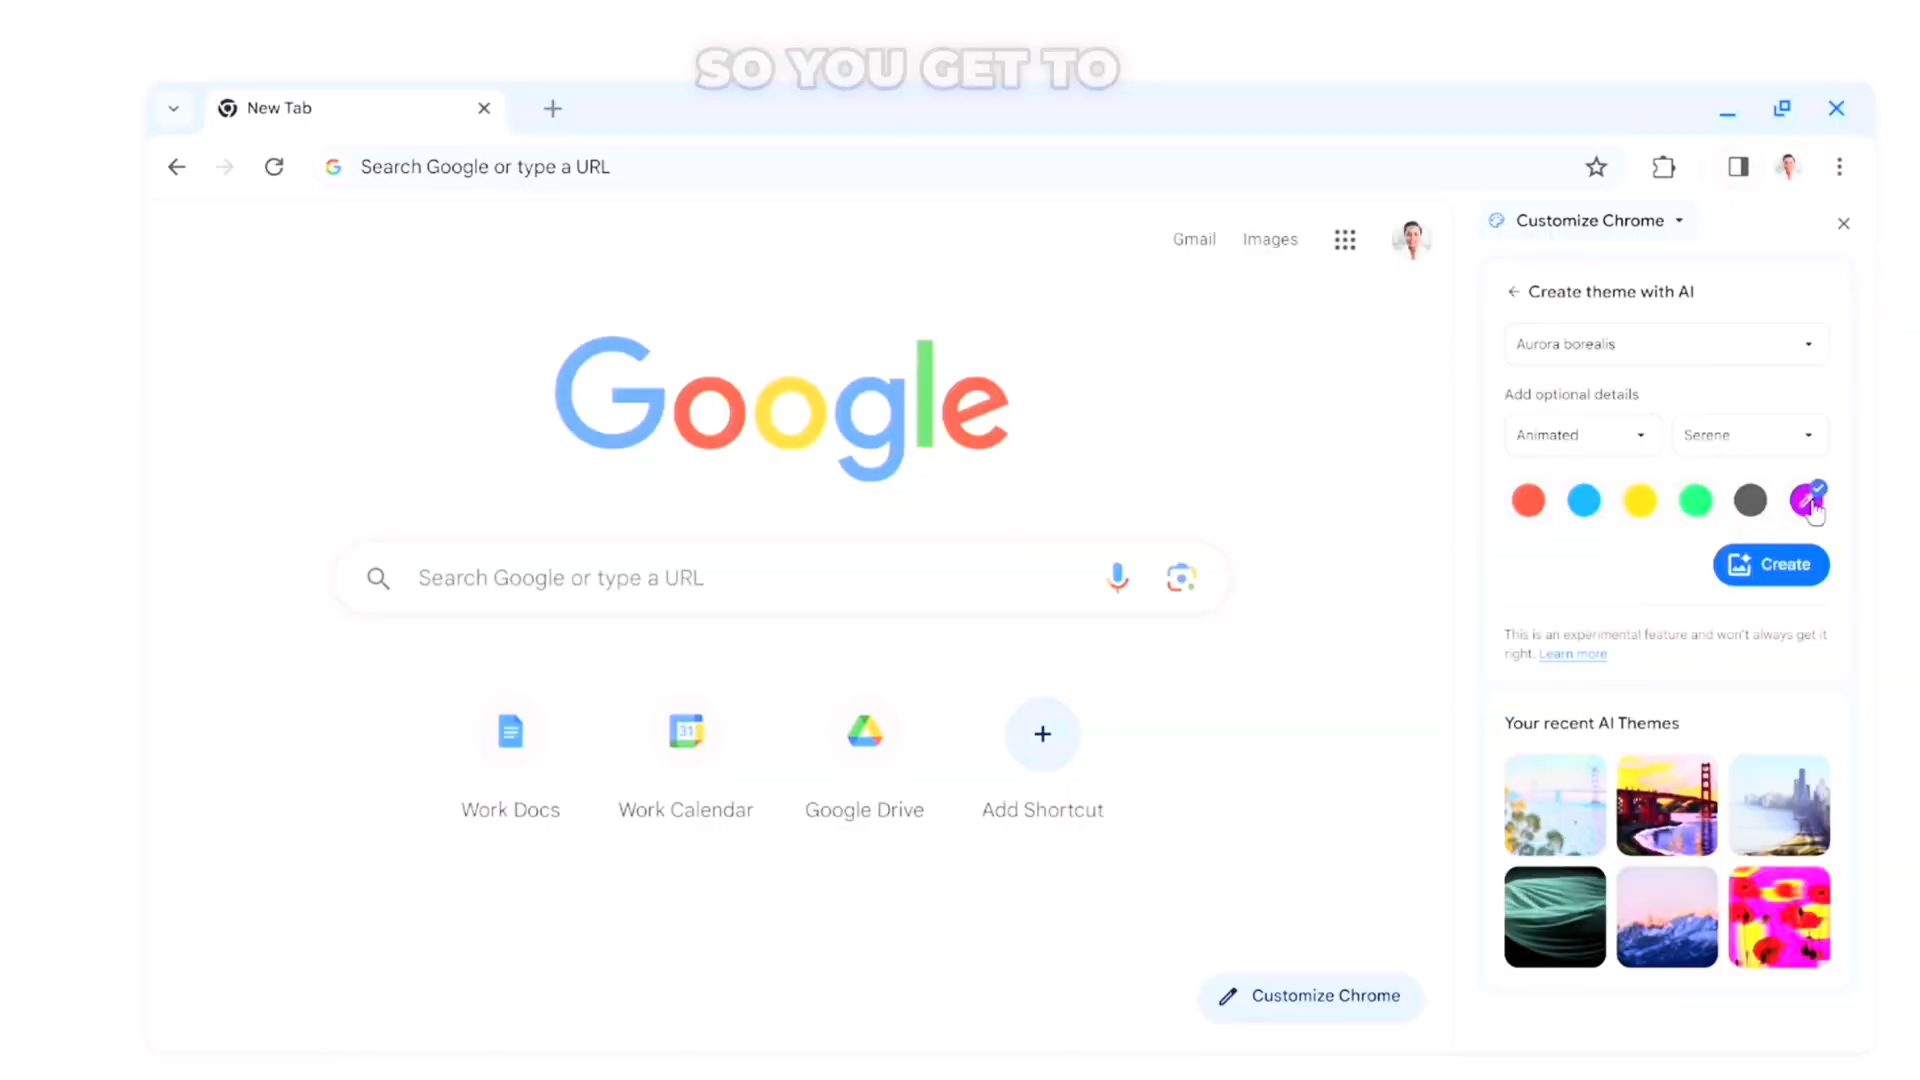 SO YOU GET TO
New Tab
Search Google or type a URL
Customize Chrome
Gmail
Images
Create theme with AI
Aurora borealis
Add optional details
Animated
Serene
Google
Create
Search Google or type a URL
This is an experimental feature and won't always get it
right. Learn more
Your recent AI Themes
31
Work Docs
Work Calendar
Google Drive
Add Shortcut
Customize Chrome